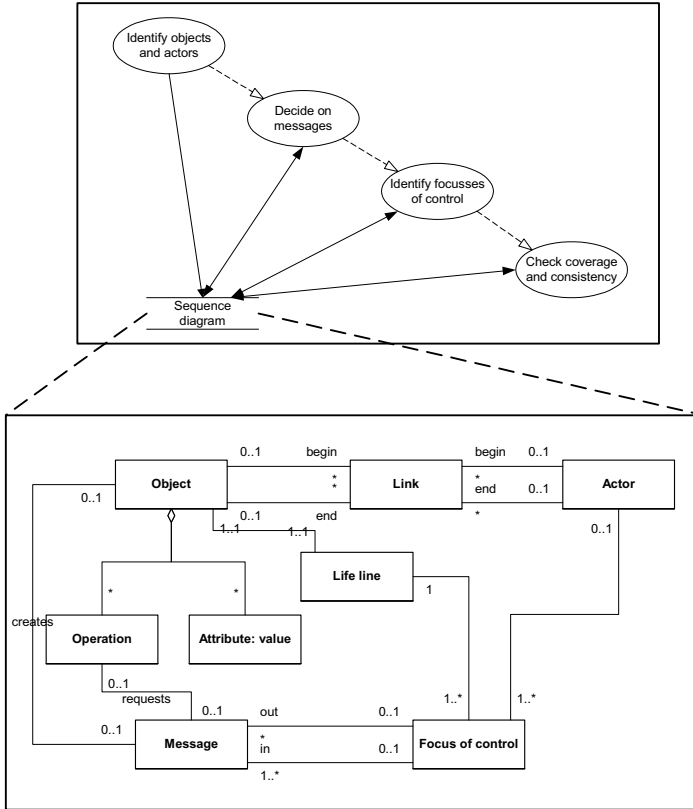 Identify objects
and actors
Decide on
messages
Identify focusses
of control
Check coverage
and consistency
Sequence
diagram
0..1 begin begin 0..1
Object Link Actor
0..1 * * 0..1
* end
0..1 end *
1..1 1..1 0..1
Life line
1
* *
creates Operation Attribute: value
0..1
requests
0..1 out 0..1 1..* 1..*
0..1
Message * Focus of control
in 0..1
1..*